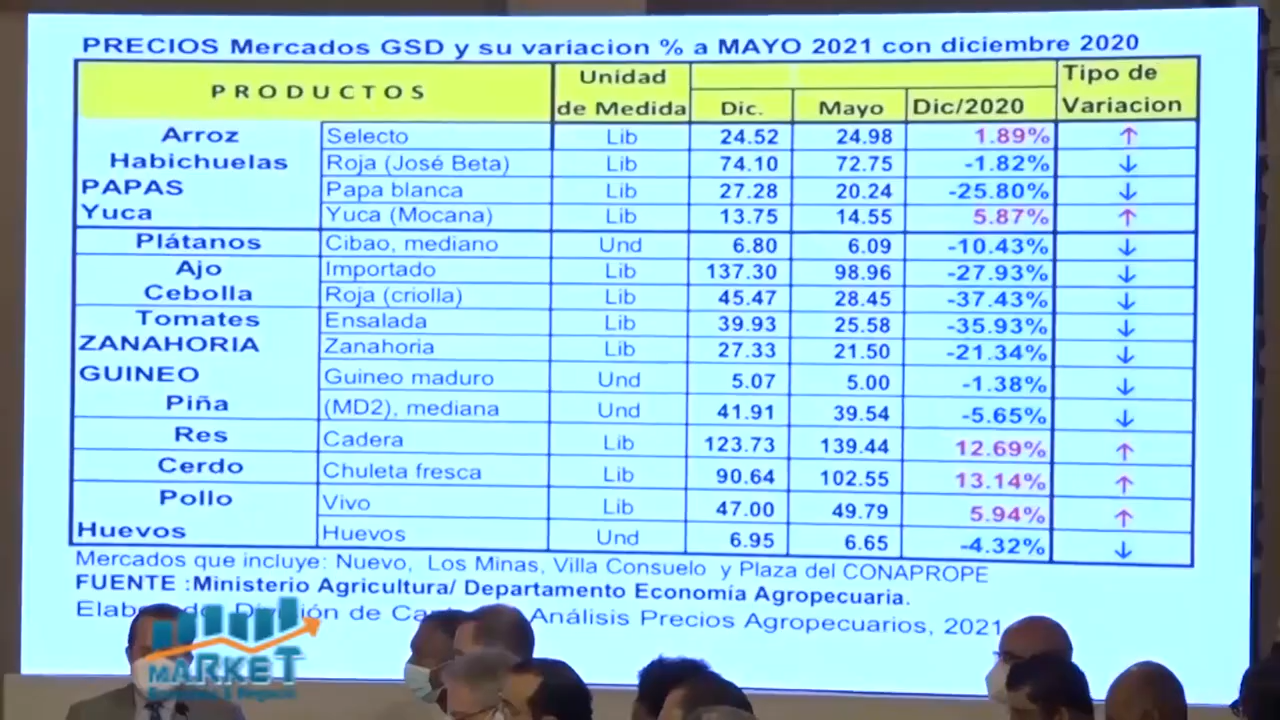 PRECIOS Mercados GSD y su variacion % a MAYO 2021 con diciembre 2020
PRODUCTOS Unidad de Medida Dic. Mayo Dic/2020 Tipo de Variacion
Arroz Selecto Lib 24.52 24.98 1.89% ↑
Habichuelas Roja (José Beta) Lib 74.10 72.75 -1.82% ↓
PAPAS Papa blanca Lib 27.28 20.24 -25.80% ↓
Yuca Yuca (Mocana) Lib 13.75 14.55 5.87% ↑
Plátanos Cibao, mediano Und 6.80 6.09 -10.43% ↓
Ajo Importado Lib 137.30 98.96 -27.93% ↓
Cebolla Roja (criolla) Lib 45.47 28.45 -37.43% ↓
Tomates Ensalada Lib 39.93 25.58 -35.93% ↓
ZANAHORIA Zanahoria Lib 27.33 21.50 -21.34% ↓
GUINEO Guineo maduro Und 5.07 5.00 -1.38% ↓
Piña (MD2), mediana Und 41.91 39.54 -5.65% ↓
Res Cadera Lib 123.73 139.44 12.69% ↑
Cerdo Chuleta fresca Lib 90.64 102.55 13.14% ↑
Pollo Vivo Lib 47.00 49.79 5.94% ↑
Huevos Huevos Und 6.95 6.65 -4.32% ↓
Mercados que incluye: Nuevo, Los Minas, Villa Consuelo y Plaza del CONAPROPE
FUENTE :Ministerio Agricultura/ Departamento Economía Agropecuaria.
de Análisis Precios Agropecuarios, 2021
MARKET